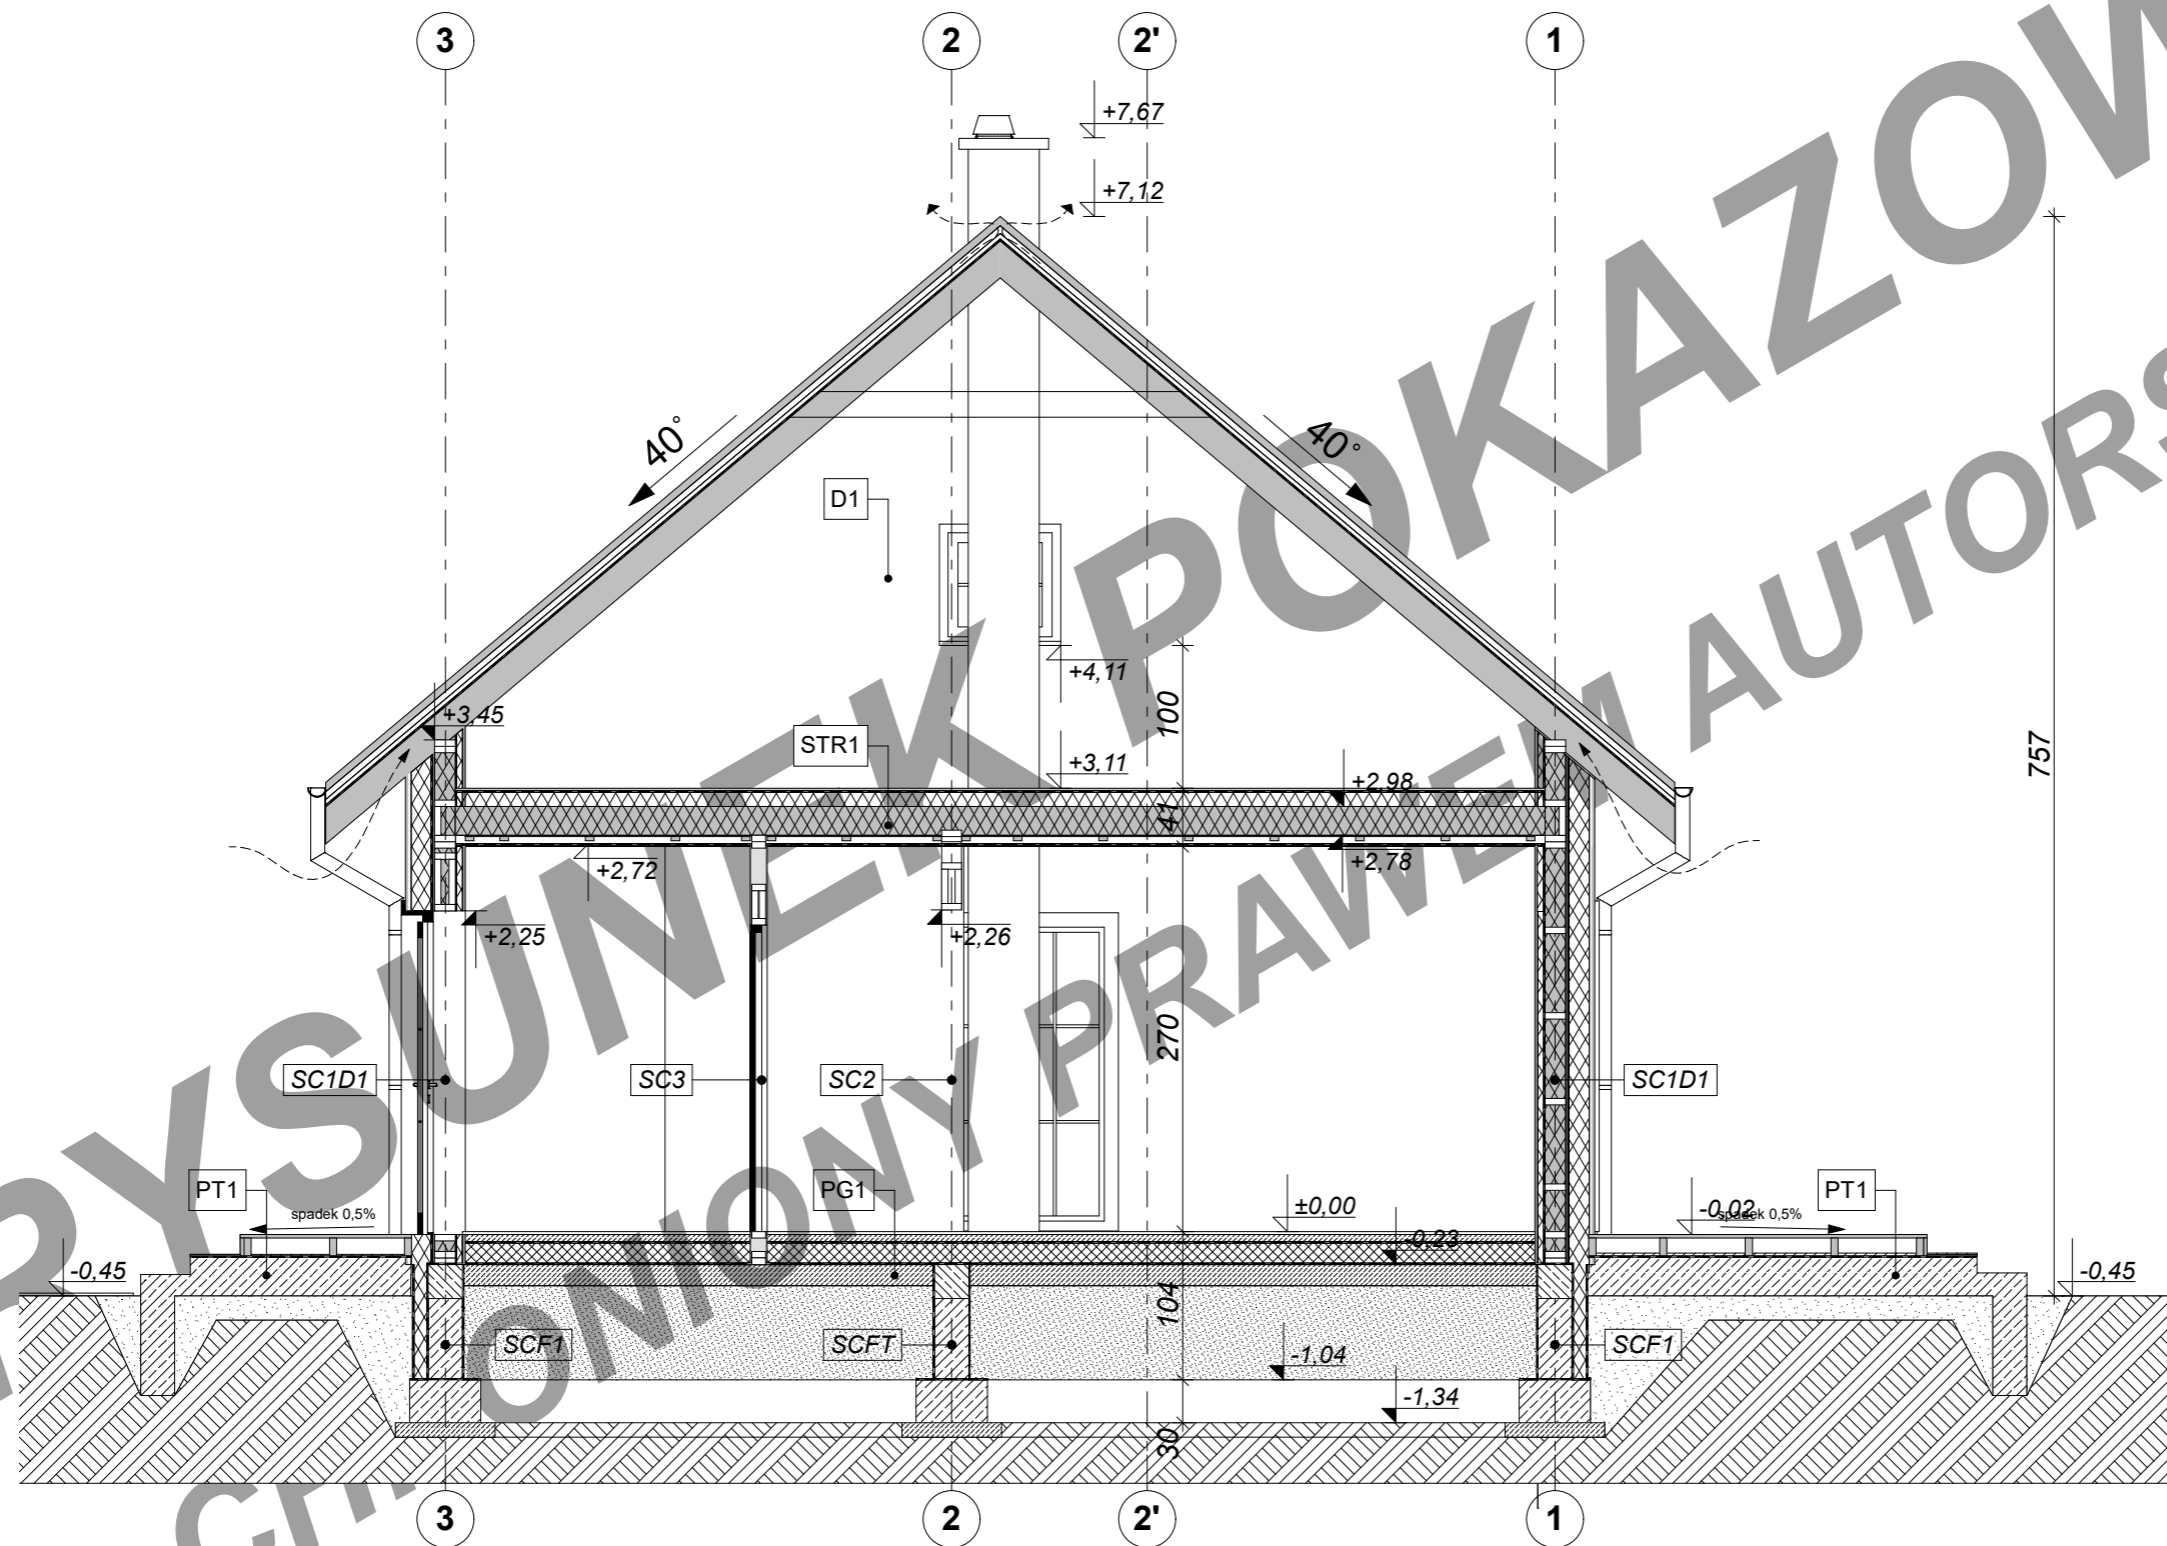 3
2
2'
1
+7,67
+7,12
40°
40°
D1
+4,11
+3,45
100
757
STR1
+3,11
+2,98
41
+2,72
+2,78
+2,25
+2,26
270
SC1D1
SC3
SC2
SC1D1
PT1
spadek 0,5%
PG1
±0,00
-0,02
spadek 0,5%
PT1
-0,23
-0,45
-0,45
104
SCF1
SCFT
SCF1
-1,04
-1,34
30
3
2
2'
1
RYSUNEK POKAZOW
CHRONIONY PRAWEM AUTORS